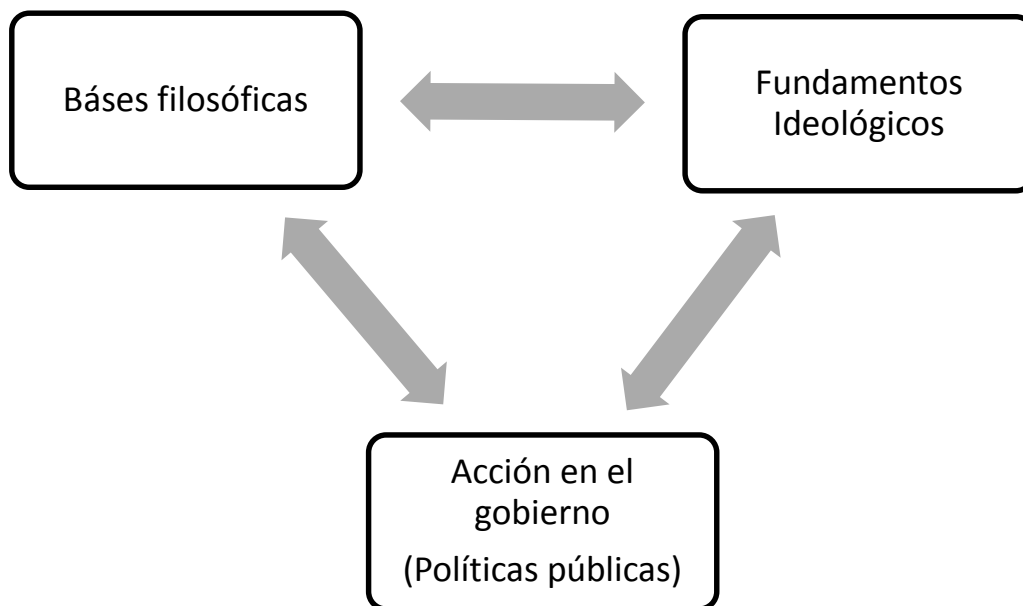 Báses filosóficas
Fundamentos
Ideológicos
Acción en el
gobierno
(Políticas públicas)